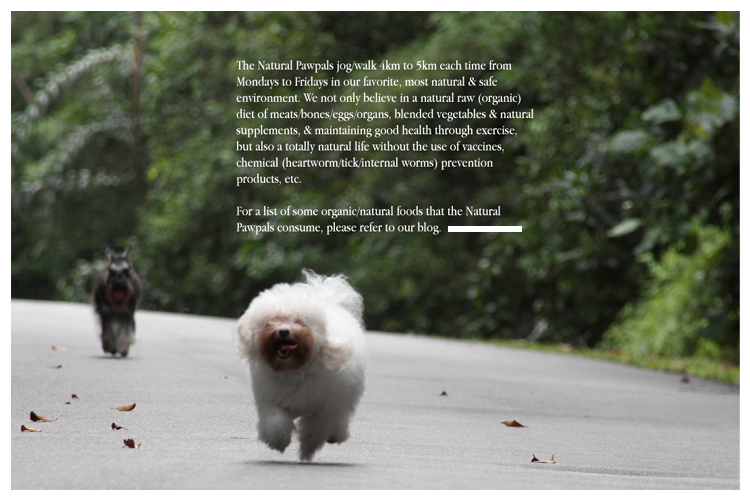 The Natural Pawpals jog/walk 4km to 5km each time from
Mondays to Fridays in our favorite, most natural & safe
environment. We not only believe in a natural raw (organic)
diet of meats/bones/eggs/organs, blended vegetables & natural
supplements, & maintaining good health through exercise,
but also a totally natural life without the use of vaccines,
chemical (heartworm/tick/internal worms) prevention
products, etc.
For a list of some organic/natural foods that the Natural
Pawpals consume, please refer to our blog.